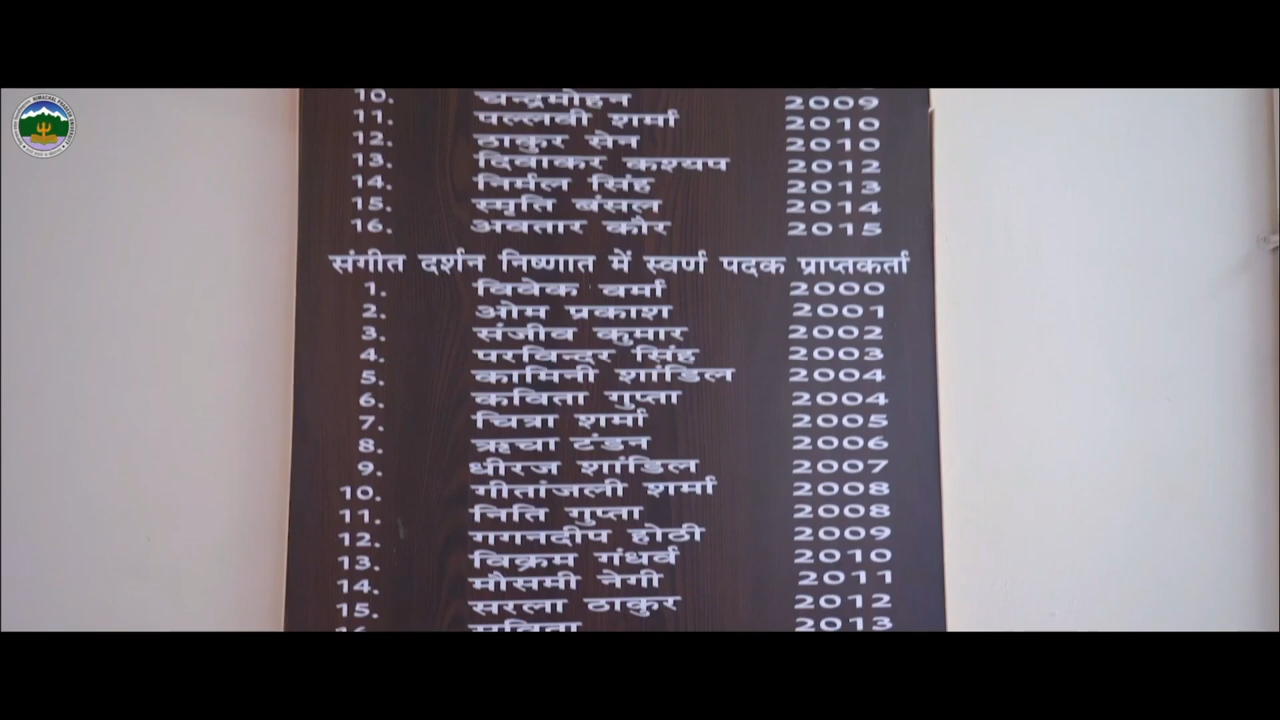 HIMACHAL PRADESH UNIVERSITY
10. चन्द्रमोहन 2009
11. पल्लवी शर्मा 2010
12. ठाकुर सेन 2010
13. दिवाकर कश्यप 2012
14. निर्मल सिंह 2013
15. स्मृति बंसल 2014
16. अवतार कौर 2015
संगीत दर्शन निष्णात में स्वर्ण पदक प्राप्तकर्ता
1. विवेक वर्मा 2000
2. ओम प्रकाश 2001
3. संजीव कुमार 2002
4. परविन्दर सिंह 2003
5. कामिनी शांडिल 2004
6. कविता गुप्ता 2004
7. चित्रा शर्मा 2005
8. ऋचा टंडन 2006
9. धीरज शांडिल 2007
10. गीतांजली शर्मा 2008
11. निति गुप्ता 2008
12. गगनदीप होठी 2009
13. विक्रम गंधर्व 2010
14. मौसमी नेगी 2011
15. सरला ठाकुर 2012
2013